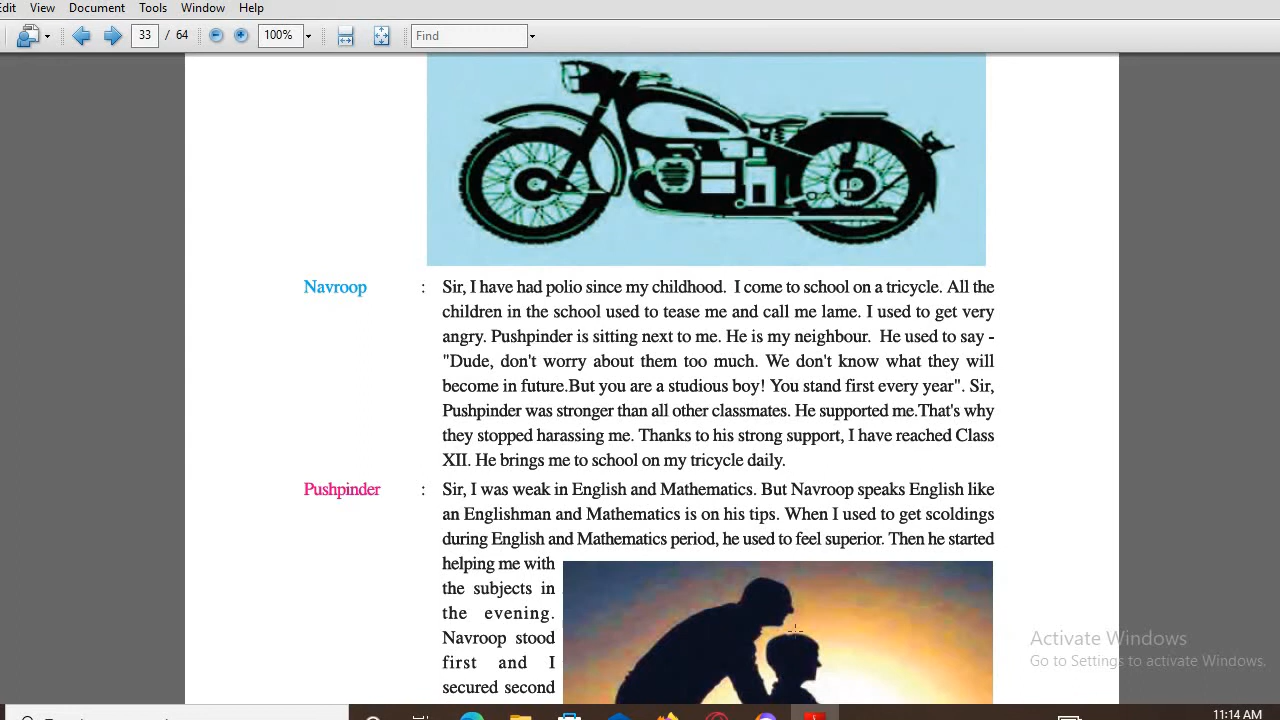 Edit View Document Tools Window Help
33 / 64 100% Find
Navroop : Sir, I have had polio since my childhood. I come to school on a tricycle. All the
children in the school used to tease me and call me lame. I used to get very
angry. Pushpinder is sitting next to me. He is my neighbour. He used to say -
"Dude, don't worry about them too much. We don't know what they will
become in future.But you are a studious boy! You stand first every year". Sir,
Pushpinder was stronger than all other classmates. He supported me.That's why
they stopped harassing me. Thanks to his strong support, I have reached Class
XII. He brings me to school on my tricycle daily.
Pushpinder : Sir, I was weak in English and Mathematics. But Navroop speaks English like
an Englishman and Mathematics is on his tips. When I used to get scoldings
during English and Mathematics period, he used to feel superior. Then he started
helping me with
the subjects in
the evening.
Navroop stood
first and I
secured second
Activate Windows
Go to Settings to activate Windows.
11:14 AM